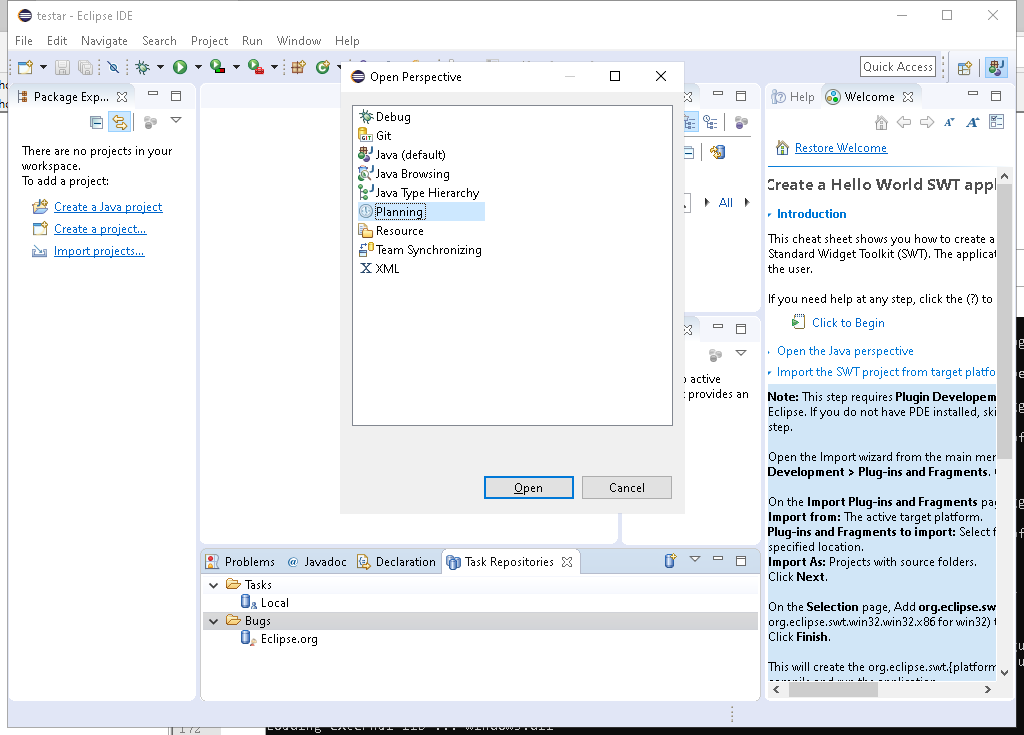 testar - Eclipse IDE
File Edit Navigate Search Project Run Window Help
Quick Access
Package Exp...
There are no projects in your
workspace.
To add a project:
Create a Java project
Create a project...
Import projects...
Open Perspective
Debug
Git
Java (default)
Java Browsing
Java Type Hierarchy
Planning
Resource
Team Synchronizing
XML
Open Cancel
All
active
provides an
Help Welcome
Restore Welcome
Create a Hello World SWT appl
Introduction
This cheat sheet shows you how to create a
Standard Widget Toolkit (SWT). The applicat
the user.
If you need help at any step, click the (?) to
Click to Begin
Open the Java perspective
Import the SWT project from target platfo
Note: This step requires Plugin Developem
Eclipse. If you do not have PDE installed, ski
step.
Open the Import wizard from the main mer
Development > Plug-ins and Fragments.
On the Import Plug-ins and Fragments pa
Import from: The active target platform.
Plug-ins and Fragments to import: Select f
specified location.
Import As: Projects with source folders.
Click Next.
On the Selection page, Add org.eclipse.sw
org.eclipse.swt.win32.win32.x86 for win32) t
Click Finish.
This will create the org.eclipse.swt.{platform
compile and run the application
Problems Javadoc Declaration Task Repositories
Tasks
Local
Bugs
Eclipse.org
172
Loading external lib ... windows.dll